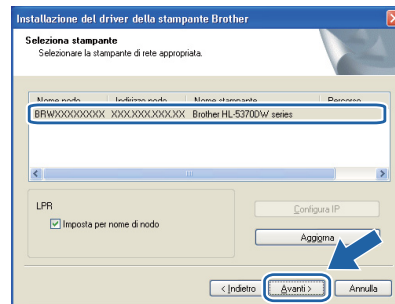 Installazione del driver della stampante Brother
Seleziona stampante
Selezionare la stampante di rete appropriata.
Nome nodo Indirizzo nodo Nome stampante Percorso
BRWXXXXXXXXX XXX.XXX.XXX.XX Brother HL-5370DW series
LPR
Imposta per nome di nodo
Configura IP
Aggiorna
< Indietro Avanti > Annulla